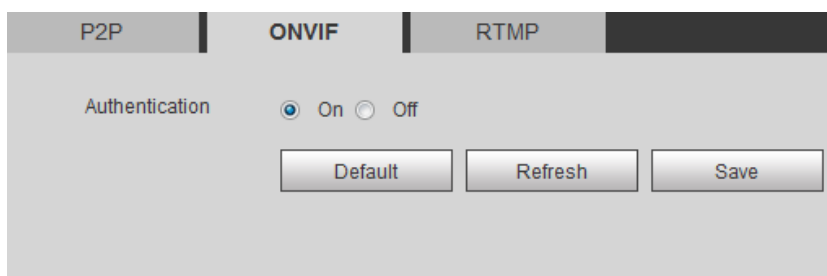 P2P ONVIF RTMP
Authentication On Off
Default Refresh Save